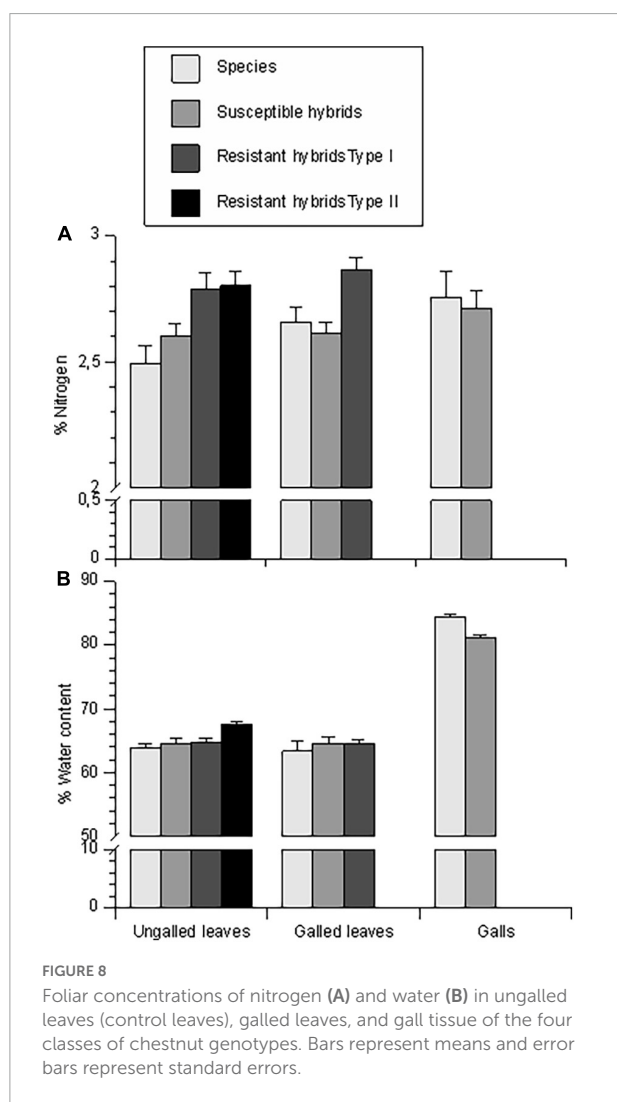 Species
Susceptible hybrids
Resistant hybrids Type I
Resistant hybrids Type II
A
3
2,5
2
0,5
0
% Nitrogen
B
90
80
70
60
50
10
0
% Water content
Ungalled leaves
Galled leaves
Galls
FIGURE 8
Foliar concentrations of nitrogen (A) and water (B) in ungalled
leaves (control leaves), galled leaves, and gall tissue of the four
classes of chestnut genotypes. Bars represent means and error
bars represent standard errors.